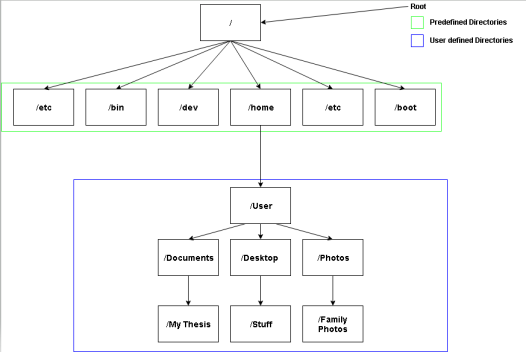 Root
/
Predefined Directories
User defined Directories
/etc
/bin
/dev
/home
/etc
/boot
/User
/Documents
/Desktop
/Photos
/My Thesis
/Stuff
/Family
Photos